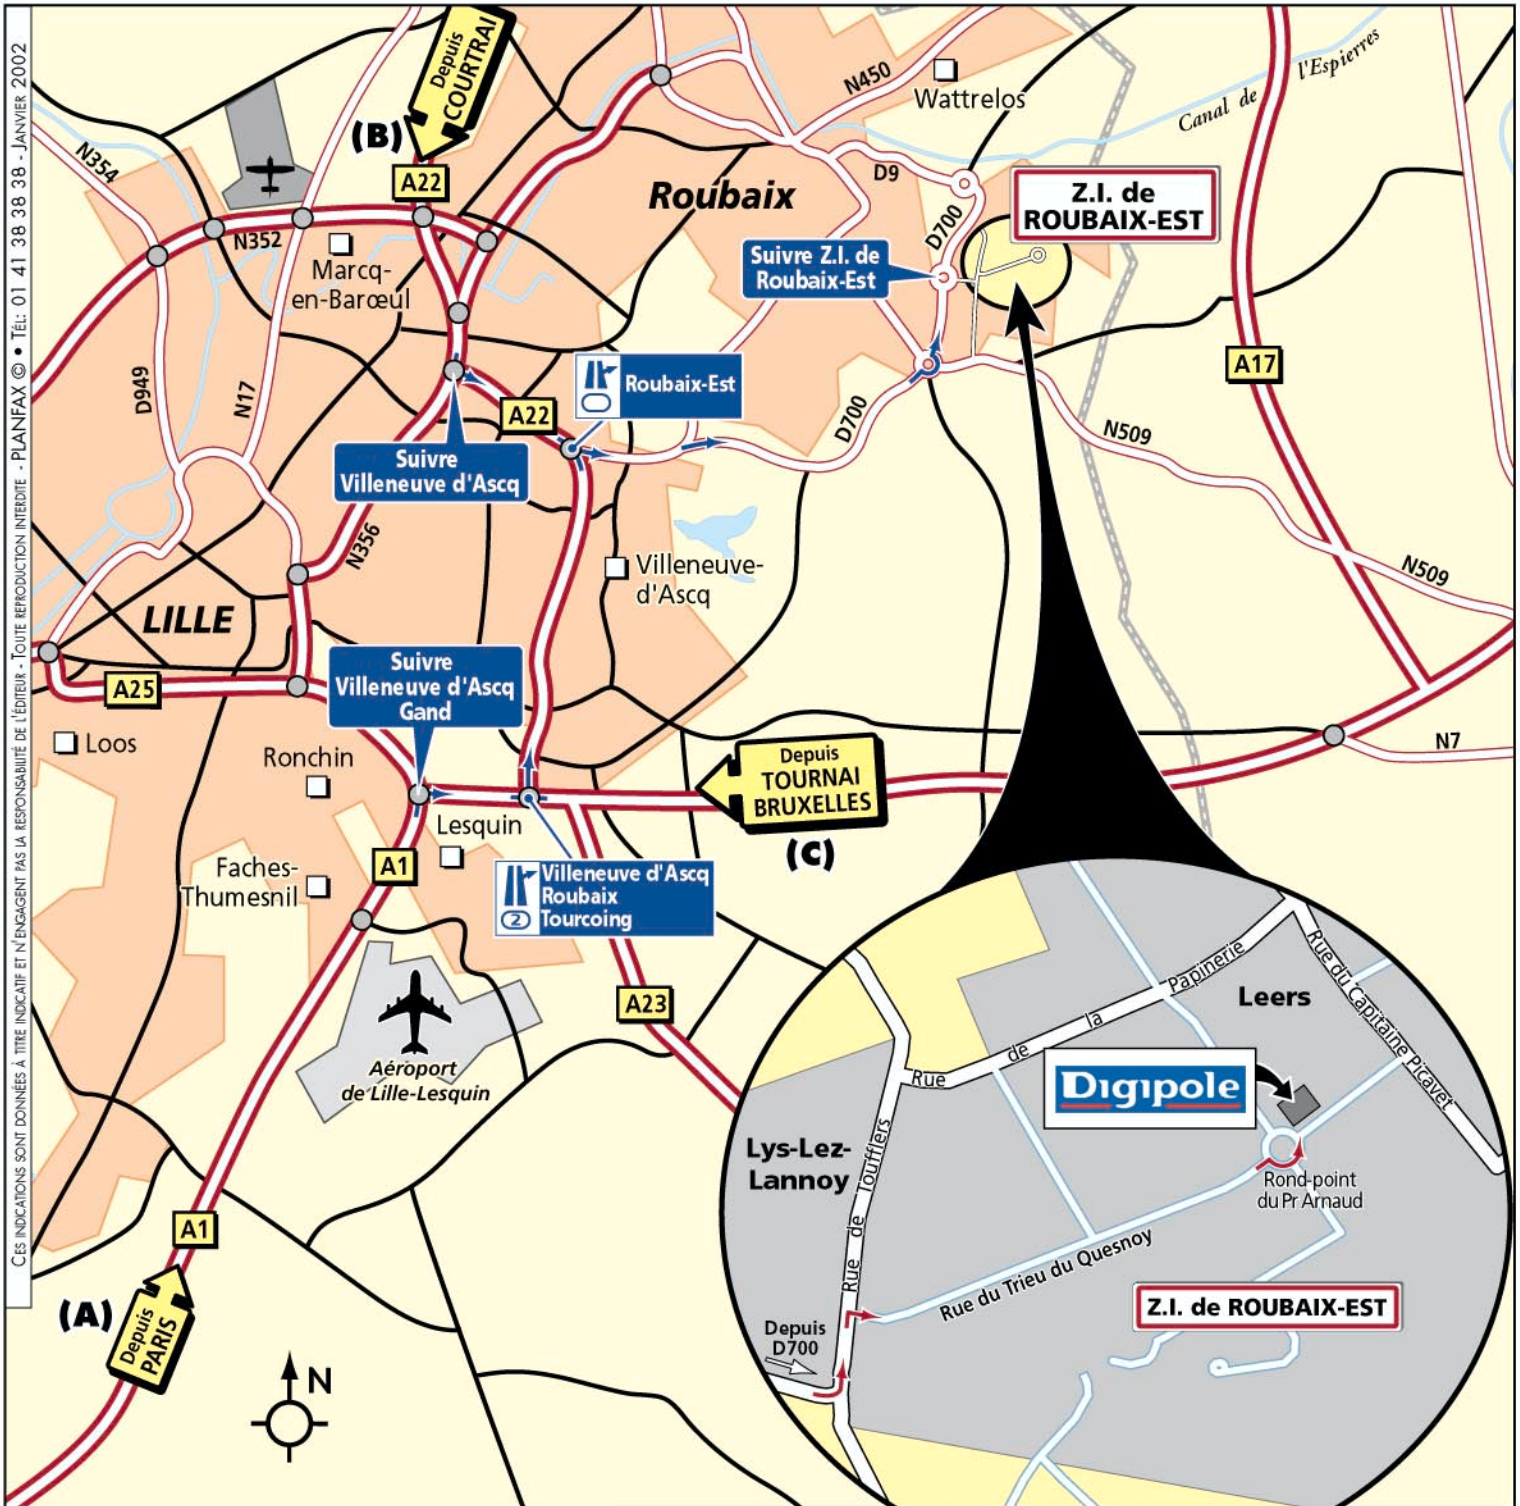 CES INDICATIONS SONT DONNÉES À TITRE INDICATIF ET N'ENGAGENT PAS LA RESPONSABILITÉ DE L'ÉDITEUR - TOUTE REPRODUCTION INTERDITE - PLANFAX © • TÉL: 01 41 38 38 38 - JANVIER 2002
Depuis
COURTRAI
(B)
A22
N450
Wattrelos
Canal de l'Espierres
N354
Roubaix
D9
Z.I. de
ROUBAIX-EST
D700
N352
Marcq-
en-Barœul
Suivre Z.I. de
Roubaix-Est
A17
D949
N17
Roubaix-Est
A22
D700
N509
Suivre
Villeneuve d'Ascq
N356
Villeneuve-
d'Ascq
N509
LILLE
Suivre
Villeneuve d'Ascq
Gand
A25
Loos
Ronchin
N7
Depuis
TOURNAI
BRUXELLES
(C)
Lesquin
A1
Faches-
Thumesnil
Villeneuve d'Ascq
Roubaix
2 Tourcoing
A23
Aéroport
de Lille-Lesquin
Rue de la Papinerie
Rue du Capitaine Picavet
Leers
Digipole
Lys-Lez-
Lannoy
Rue de Toufflers
Rond-point
du Pr Arnaud
Rue du Trieu du Quesnoy
Z.I. de ROUBAIX-EST
Depuis
D700
A1
(A)
Depuis
PARIS
N